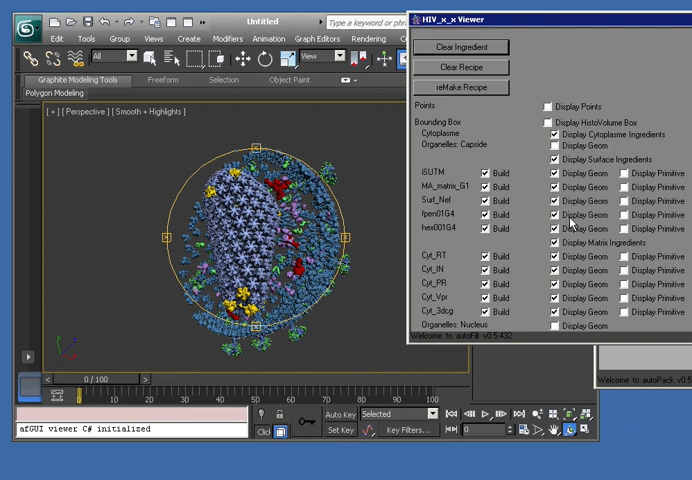 Untitled
Type a keyword or phr
HIV_x_x Viewer
Edit Tools Group Views Create Modifiers Animation Graph Editors Rendering
All
View
Graphite Modeling Tools Freeform Selection Object Paint
Polygon Modeling
[ + ] [ Perspective ] [ Smooth + Highlights ]
Clear Ingredient
Clear Recipe
reMake Recipe
Points Display Points
Bounding Box Display HistoVolume Box
Cytoplasme Display Cytoplasme Ingredients
Organelles: Capside Display Geom
Display Surface Ingredients
iSUTM Build Display Geom Display Primitive
MA_matrix_G1 Build Display Geom Display Primitive
Surf_Nef Build Display Geom Display Primitive
fpen01G4 Build Display Geom Display Primitive
hex001G4 Build Display Geom Display Primitive
Display Matrix Ingredients
Cyt_RT Build Display Geom Display Primitive
Cyt_IN Build Display Geom Display Primitive
Cyt_PR Build Display Geom Display Primitive
Cyt_Vpr Build Display Geom Display Primitive
Cyt_3dcg Build Display Geom Display Primitive
Organelles: Nucleus Display Geom
Welcome to autoFill v0.5.432
Welcome to autoPack v0.5
0 / 100
0 10 20 30 40 50 60 70 80 90 100
afGUI viewer C# initialized
Click
Auto Key Selected
Set Key Key Filters...
0